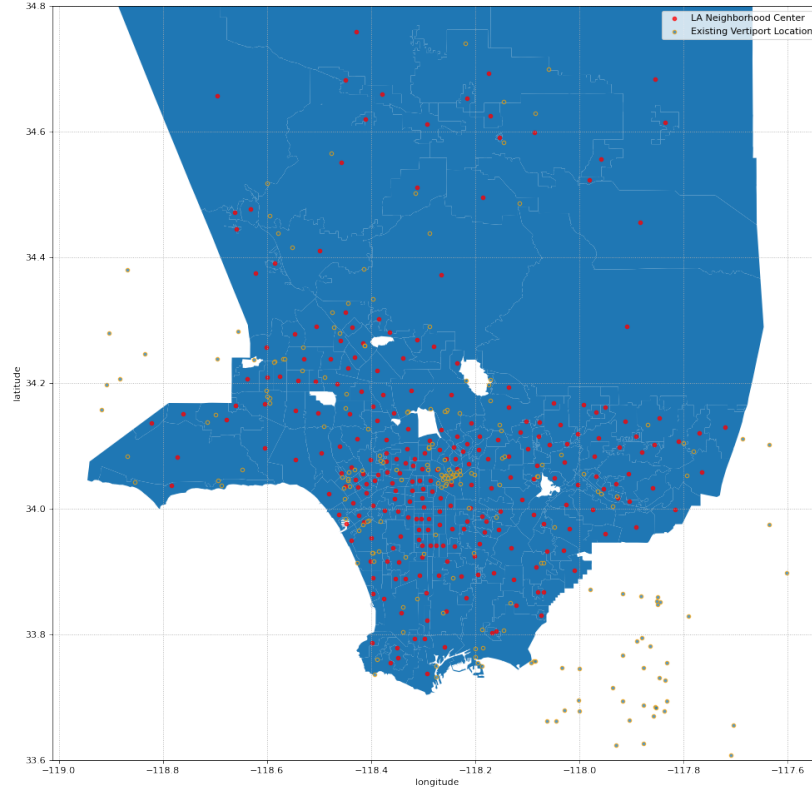 34.8
LA Neighborhood Center
Existing Vertiport Location
34.6
34.4
34.2
34.0
33.8
33.6
latitude
−119.0 −118.8 −118.6 −118.4 −118.2 −118.0 −117.8 −117.6
longitude